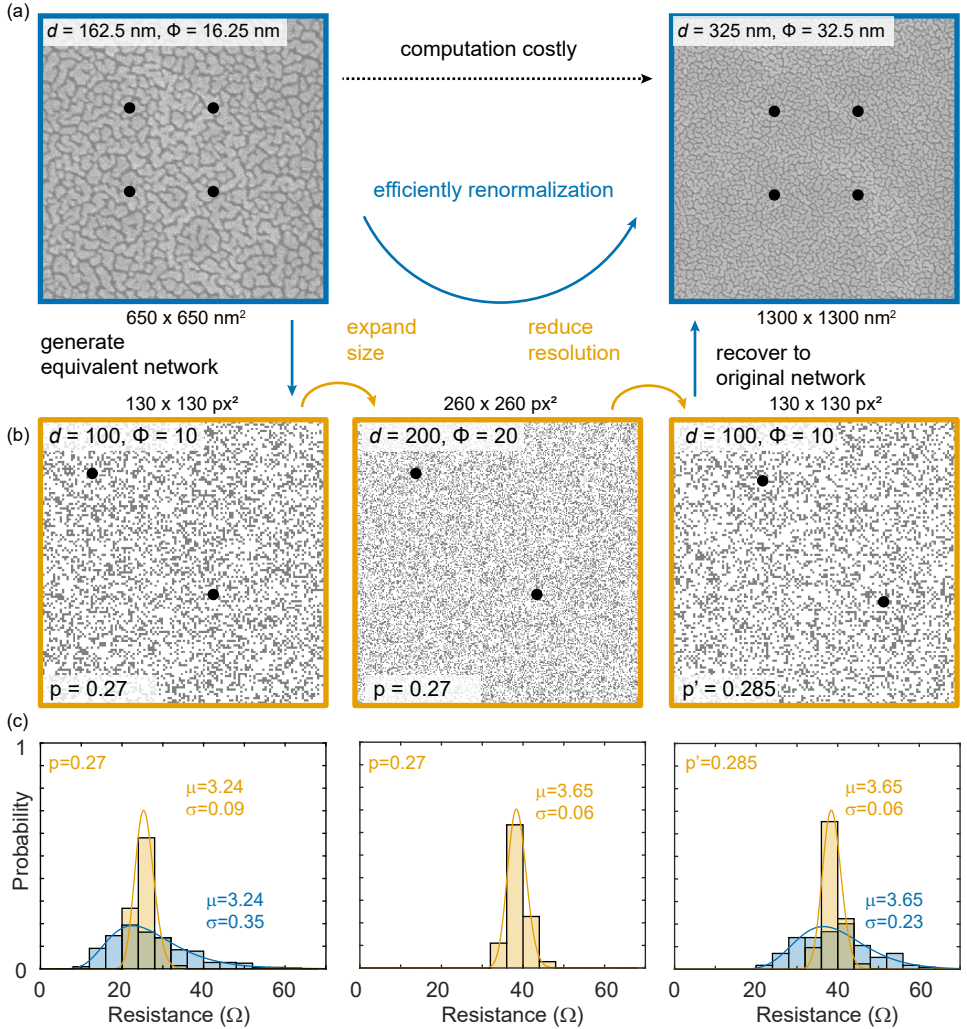 (a)
d = 162.5 nm, Φ = 16.25 nm
computation costly
d = 325 nm, Φ = 32.5 nm
efficiently renormalization
650 x 650 nm²
1300 x 1300 nm²
generate
equivalent network
expand
size
reduce
resolution
recover to
original network
130 x 130 px²
260 x 260 px²
130 x 130 px²
(b)
d = 100, Φ = 10
d = 200, Φ = 20
d = 100, Φ = 10
p = 0.27
p = 0.27
p' = 0.285
(c)
1
Probability
0
p=0.27
μ=3.24
σ=0.09
μ=3.24
σ=0.35
0 20 40 60
Resistance (Ω)
p=0.27
μ=3.65
σ=0.06
0 20 40 60
Resistance (Ω)
p'=0.285
μ=3.65
σ=0.06
μ=3.65
σ=0.23
0 20 40 60
Resistance (Ω)